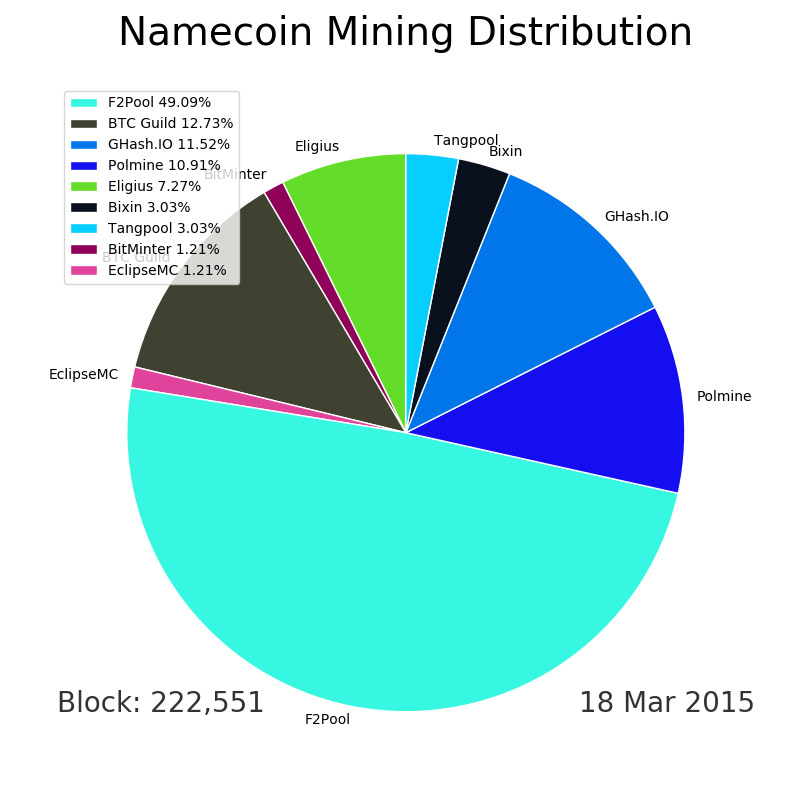 Namecoin Mining Distribution
F2Pool 49.09%
BTC Guild 12.73%
GHash.IO 11.52%
Polmine 10.91%
Eligius 7.27%
Bixin 3.03%
Tangpool 3.03%
BitMinter 1.21%
EclipseMC 1.21%
Tangpool
Bixin
Eligius
BitMinter
GHash.IO
BTC Guild
EclipseMC
Polmine
Block: 222,551
F2Pool
18 Mar 2015